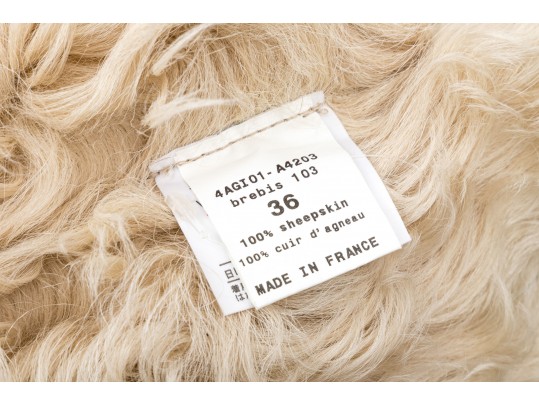 4AGI01-A4203
brebis 103
36
100% sheepskin
100% cuir d'agneau
MADE IN FRANCE